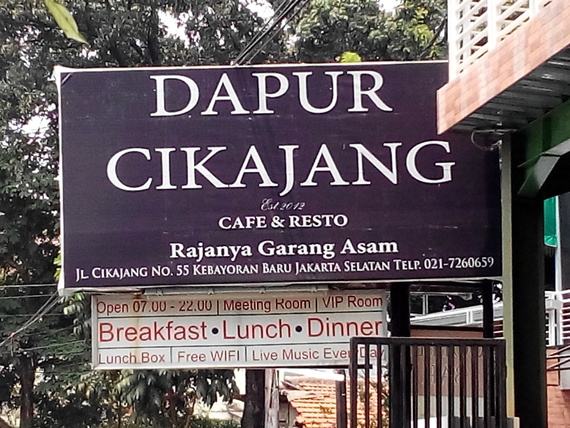 DAPUR
CIKAJANG
Est 2012
CAFE & RESTO
Rajanya Garang Asam
JL. CIKAJANG NO. 55 KEBAYORAN BARU JAKARTA SELATAN TELP. 021-7260659
Open 07.00 - 22.00 | Meeting Room | VIP Room
Breakfast • Lunch • Dinner
Lunch Box | Free WIFI | Live Music Every Day